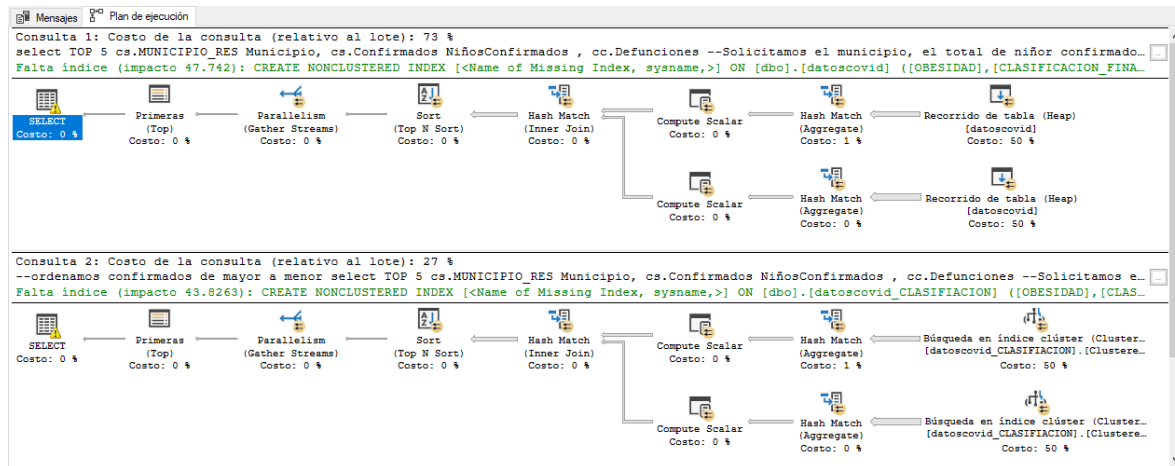 Mensajes Plan de ejecución
Consulta 1: Costo de la consulta (relativo al lote): 73 %
select TOP 5 cs.MUNICIPIO_RES Municipio, cs.Confirmados NiñosConfirmados , cc.Defunciones --Solicitamos el municipio, el total de niñor confirmado…
Falta índice (impacto 47.742): CREATE NONCLUSTERED INDEX [<Name of Missing Index, sysname,>] ON [dbo].[datoscovid] ([OBESIDAD],[CLASIFICACION_FINA…
SELECT
Costo: 0 %
Primeras
(Top)
Costo: 0 %
Parallelism
(Gather Streams)
Costo: 0 %
Sort
(Top N Sort)
Costo: 0 %
Hash Match
(Inner Join)
Costo: 0 %
Compute Scalar
Costo: 0 %
Hash Match
(Aggregate)
Costo: 1 %
Recorrido de tabla (Heap)
[datoscovid]
Costo: 50 %
Compute Scalar
Costo: 0 %
Hash Match
(Aggregate)
Costo: 0 %
Recorrido de tabla (Heap)
[datoscovid]
Costo: 50 %
Consulta 2: Costo de la consulta (relativo al lote): 27 %
--ordenamos confirmados de mayor a menor select TOP 5 cs.MUNICIPIO_RES Municipio, cs.Confirmados NiñosConfirmados , cc.Defunciones --Solicitamos e…
Falta índice (impacto 43.8263): CREATE NONCLUSTERED INDEX [<Name of Missing Index, sysname,>] ON [dbo].[datoscovid_CLASIFIACION] ([OBESIDAD],[CLAS…
SELECT
Costo: 0 %
Primeras
(Top)
Costo: 0 %
Parallelism
(Gather Streams)
Costo: 0 %
Sort
(Top N Sort)
Costo: 0 %
Hash Match
(Inner Join)
Costo: 0 %
Compute Scalar
Costo: 0 %
Hash Match
(Aggregate)
Costo: 1 %
Búsqueda en índice clúster (Cluster…
[datoscovid_CLASIFIACION].[Clustere…
Costo: 50 %
Compute Scalar
Costo: 0 %
Hash Match
(Aggregate)
Costo: 0 %
Búsqueda en índice clúster (Cluster…
[datoscovid_CLASIFIACION].[Clustere…
Costo: 50 %